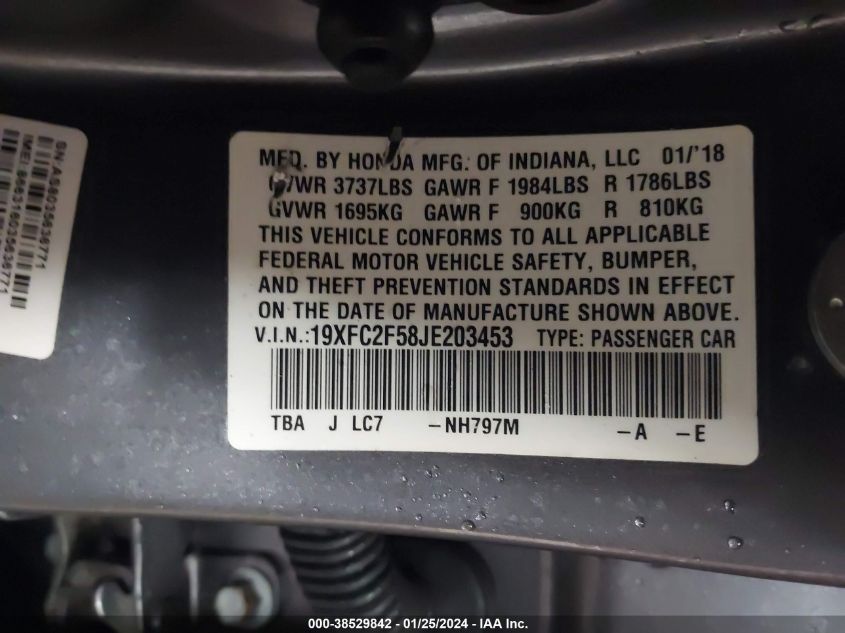 MFD. BY HONDA MFG. OF INDIANA, LLC 01/'18
GVWR 3737LBS GAWR F 1984LBS R 1786LBS
GVWR 1695KG GAWR F 900KG R 810KG
THIS VEHICLE CONFORMS TO ALL APPLICABLE
FEDERAL MOTOR VEHICLE SAFETY, BUMPER,
AND THEFT PREVENTION STANDARDS IN EFFECT
ON THE DATE OF MANUFACTURE SHOWN ABOVE.
V.I.N.:19XFC2F58JE203453 TYPE: PASSENGER CAR
TBA J LC7 -NH797M -A -E
000-38529842 - 01/25/2024 - IAA Inc.